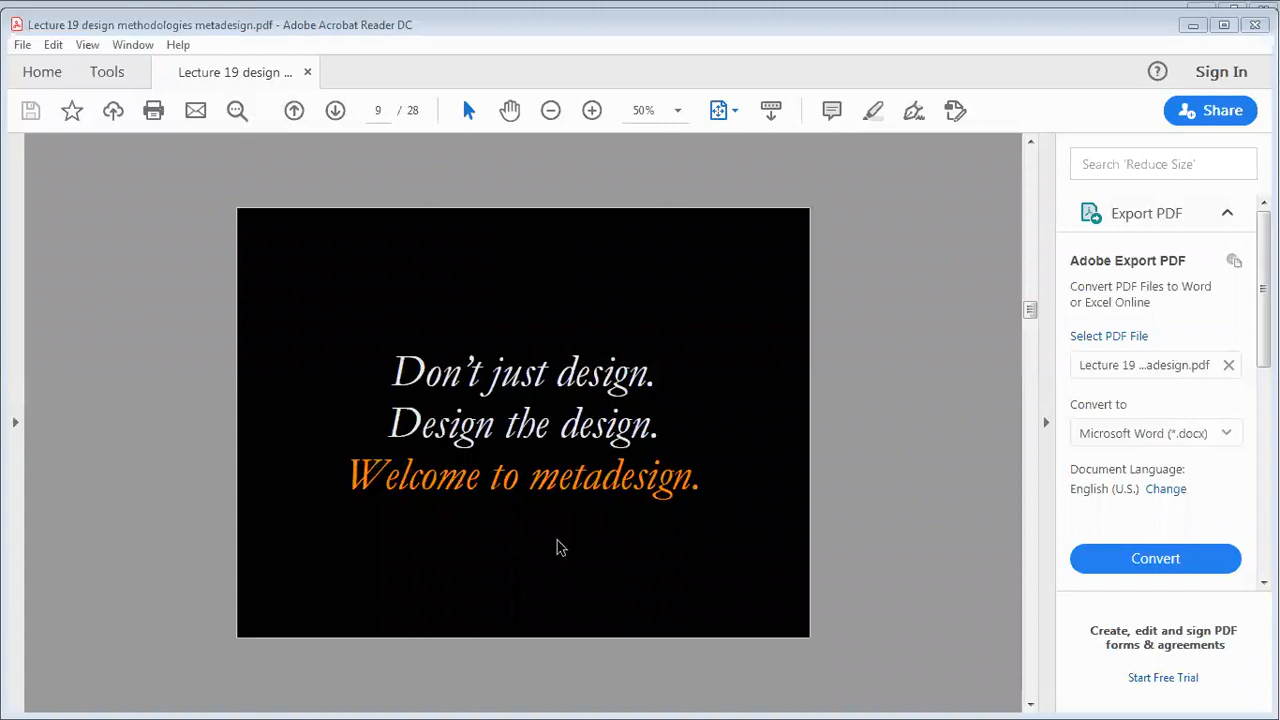 Lecture 19 design methodologies metadesign.pdf - Adobe Acrobat Reader DC
File Edit View Window Help
Home Tools Lecture 19 design ... × Sign In
9 / 28 50% Share
Search 'Reduce Size'
Export PDF
Adobe Export PDF
Convert PDF Files to Word
or Excel Online
Select PDF File
Lecture 19 ...adesign.pdf
Convert to
Microsoft Word (*.docx)
Document Language:
English (U.S.) Change
Convert
Create, edit and sign PDF
forms & agreements
Start Free Trial
Don't just design.
Design the design.
Welcome to metadesign.